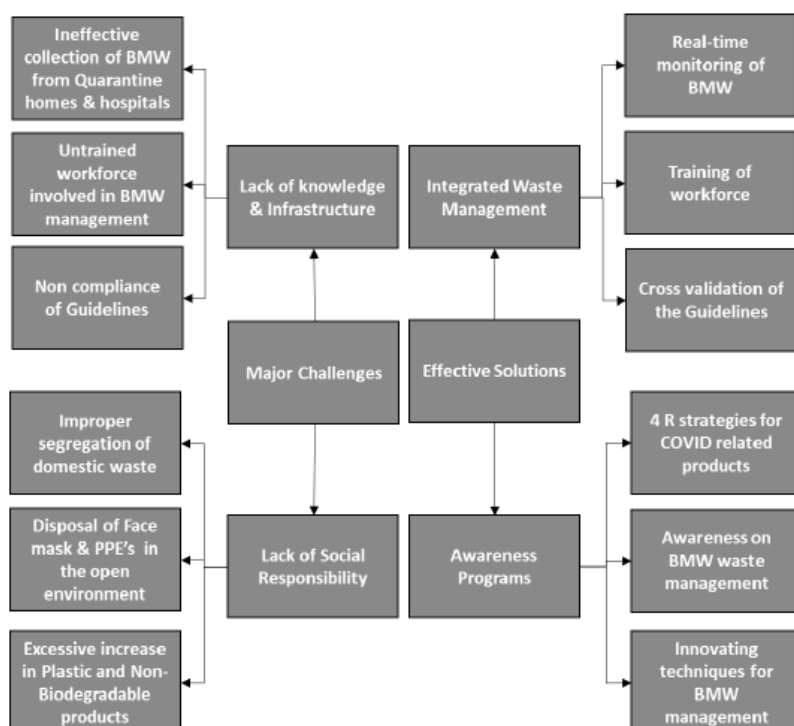 Ineffective
collection of BMW
from Quarantine
homes & hospitals
Untrained
workforce
involved in BMW
management
Non compliance
of Guidelines
Lack of knowledge
& Infrastructure
Integrated Waste
Management
Real-time
monitoring of
BMW
Training of
workforce
Cross validation of
the Guidelines
Major Challenges
Effective Solutions
Improper
segregation of
domestic waste
Disposal of Face
mask & PPE's in
the open
environment
Excessive increase
in Plastic and Non-
Biodegradable
products
Lack of Social
Responsibility
Awareness
Programs
4 R strategies for
COVID related
products
Awareness on
BMW waste
management
Innovating
techniques for
BMW
management